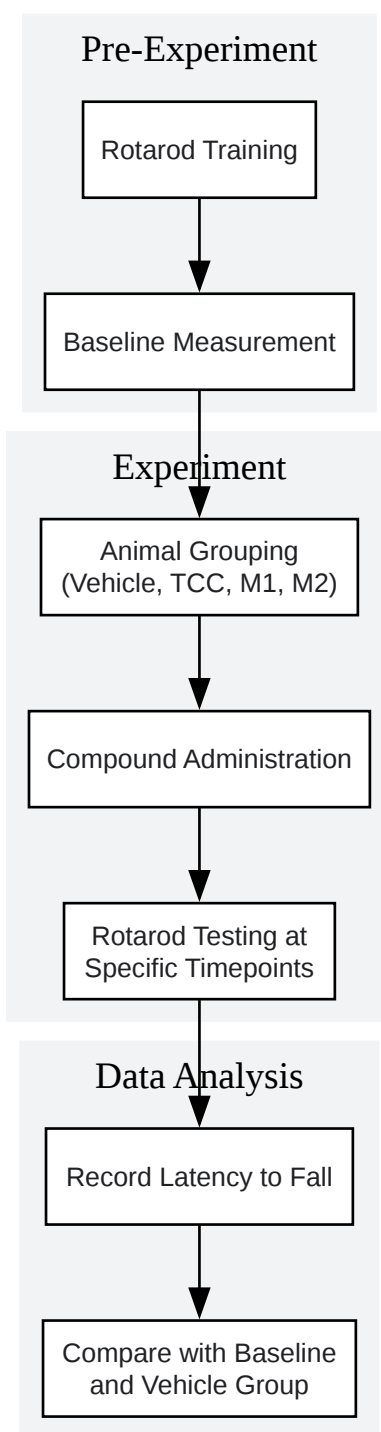 Pre-Experiment
Rotarod Training
Baseline Measurement
Experiment
Animal Grouping
(Vehicle, TCC, M1, M2)
Compound Administration
Rotarod Testing at
Specific Timepoints
Data Analysis
Record Latency to Fall
Compare with Baseline
and Vehicle Group